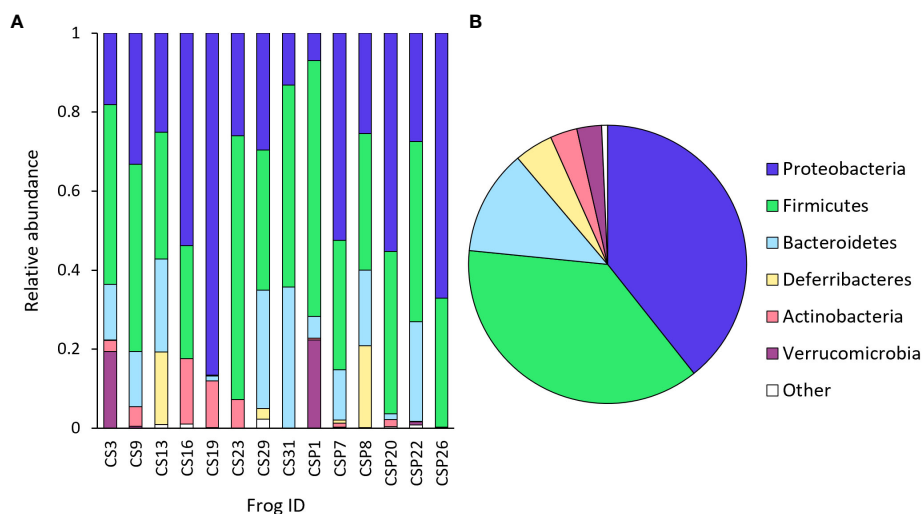 A
B
1
0.8
0.6
0.4
0.2
0
Relative abundance
CS3
CS9
CS13
CS16
CS19
CS23
CS29
CS31
CSP1
CSP7
CSP8
CSP20
CSP22
CSP26
Frog ID
Proteobacteria
Firmicutes
Bacteroidetes
Deferribacteres
Actinobacteria
Verrucomicrobia
Other